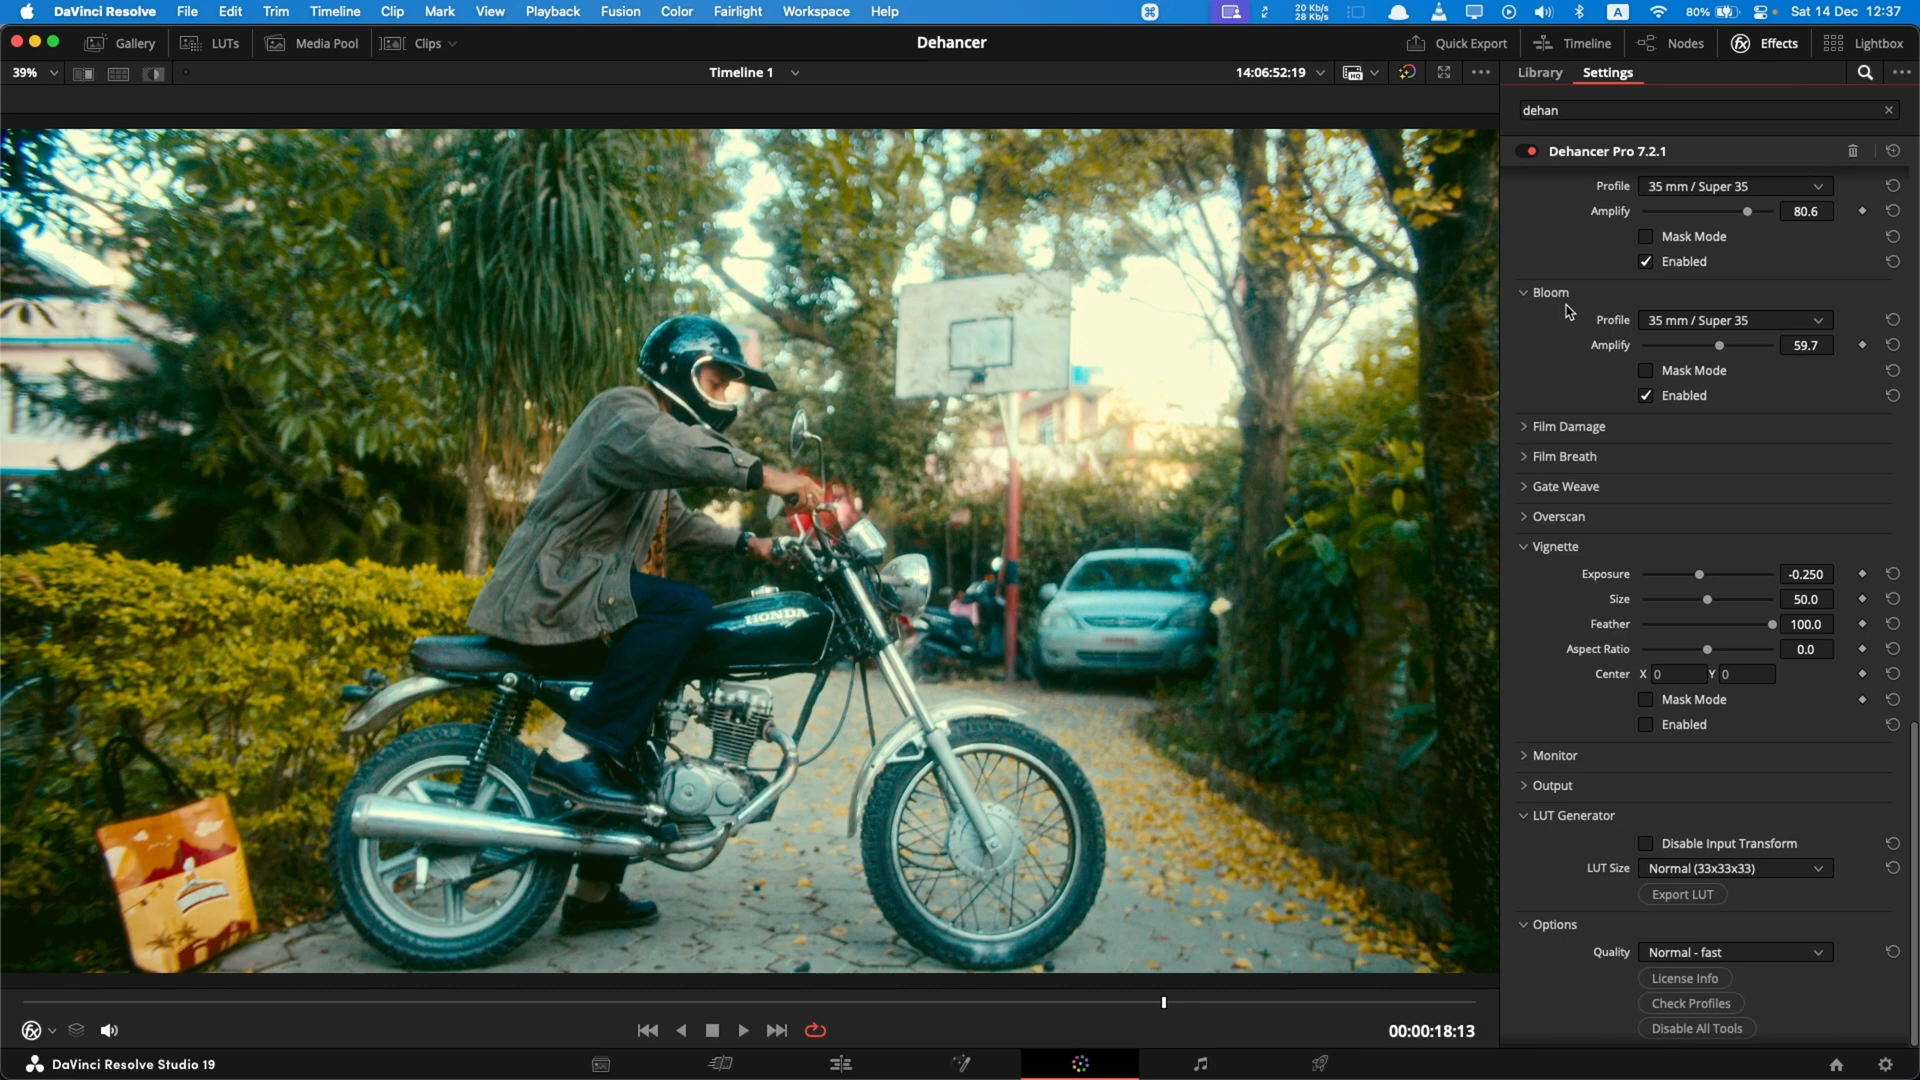 DaVinci Resolve File Edit Trim Timeline Clip Mark View Playback Fusion Color Fairlight Workspace Help 20 Kb/s 28 Kb/s A 80% Sat 14 Dec 12:37
Gallery LUTs Media Pool Clips Dehancer Quick Export Timeline Nodes Effects Lightbox
39% Timeline 1 14:06:52:19 HQ Library Settings
dehan
Dehancer Pro 7.2.1
Profile 35 mm / Super 35
Amplify 80.6
Mask Mode
Enabled
Bloom
Profile 35 mm / Super 35
Amplify 59.7
Mask Mode
Enabled
Film Damage
Film Breath
Gate Weave
Overscan
Vignette
Exposure -0.250
Size 50.0
HONDA
Feather 100.0
Aspect Ratio 0.0
Center X 0 Y 0
Mask Mode
Enabled
Monitor
Output
LUT Generator
Disable Input Transform
LUT Size Normal (33x33x33)
Export LUT
Options
Quality Normal - fast
License Info
Check Profiles
Disable All Tools
00:00:18:13
DaVinci Resolve Studio 19